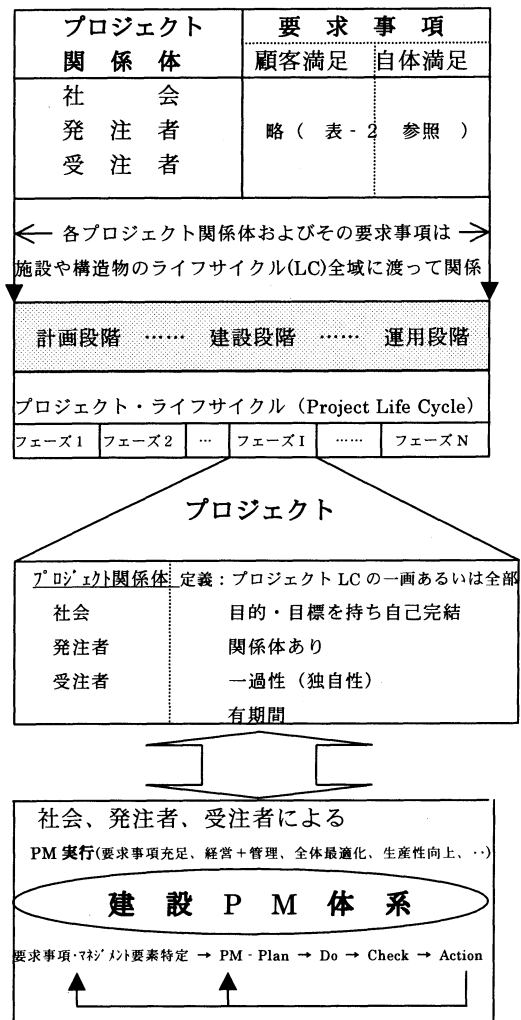 プロジェクト 要求事項
関係体 顧客満足 自体満足
社会
発注者 略(表-2 参照)
受注者
← 各プロジェクト関係体およびその要求事項は →
施設や構造物のライフサイクル(LC)全域に渡って関係
計画段階 …… 建設段階 …… 運用段階
プロジェクト・ライフサイクル(Project Life Cycle)
フェーズ1 フェーズ2 … フェーズI …… フェーズN
プロジェクト
プロジェクト関係体 定義:プロジェクトLCの一画あるいは全部
社会 目的・目標を持ち自己完結
発注者 関係体あり
受注者 一過性(独自性)
有期間
社会、発注者、受注者による
PM実行(要求事項充足、経営+管理、全体最適化、生産性向上、‥)
建設PM体系
要求事項・マネジメント要素特定 → PM‐Plan → Do → Check → Action